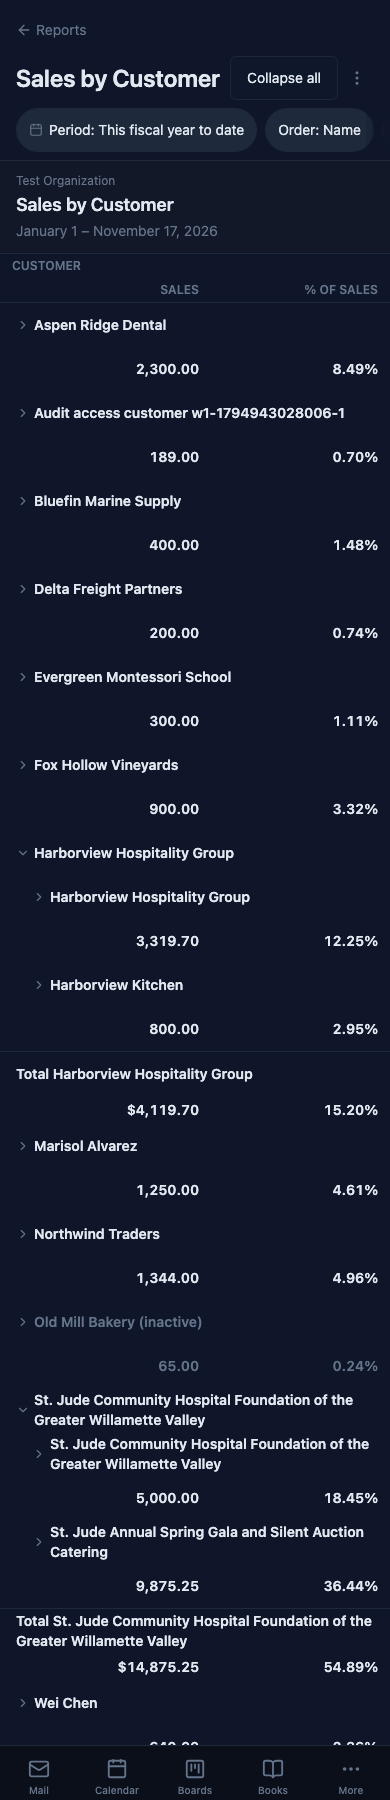 Reports
Sales by Customer
Collapse all
Period: This fiscal year to date
Order: Name
Test Organization
Sales by Customer
January 1 – November 17, 2026
CUSTOMER
SALES % OF SALES
Aspen Ridge Dental
2,300.00 8.49%
Audit access customer w1-1794943028006-1
189.00 0.70%
Bluefin Marine Supply
400.00 1.48%
Delta Freight Partners
200.00 0.74%
Evergreen Montessori School
300.00 1.11%
Fox Hollow Vineyards
900.00 3.32%
Harborview Hospitality Group
Harborview Hospitality Group
3,319.70 12.25%
Harborview Kitchen
800.00 2.95%
Total Harborview Hospitality Group
$4,119.70 15.20%
Marisol Alvarez
1,250.00 4.61%
Northwind Traders
1,344.00 4.96%
Old Mill Bakery (inactive)
65.00 0.24%
St. Jude Community Hospital Foundation of the
Greater Willamette Valley
St. Jude Community Hospital Foundation of the
Greater Willamette Valley
5,000.00 18.45%
St. Jude Annual Spring Gala and Silent Auction
Catering
9,875.25 36.44%
Total St. Jude Community Hospital Foundation of the
Greater Willamette Valley
$14,875.25 54.89%
Wei Chen
Mail Calendar Boards Books More